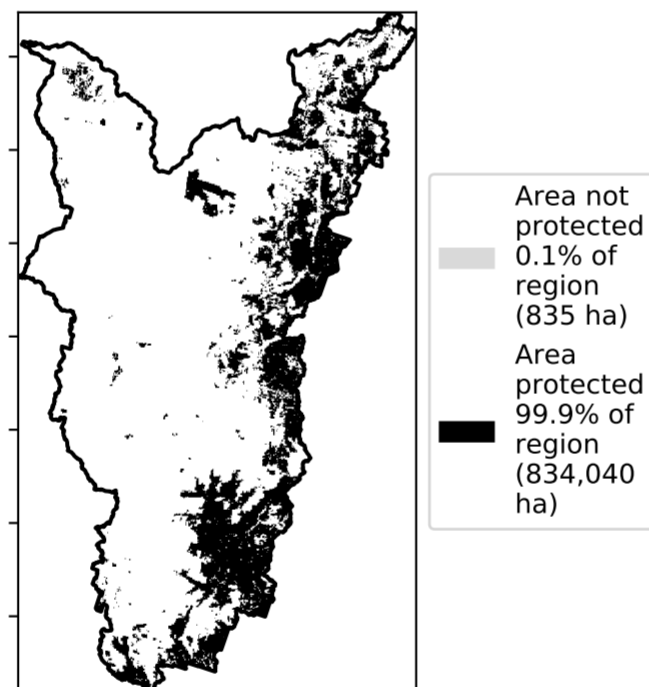 Area not
protected
0.1% of
region
(835 ha)
Area
protected
99.9% of
region
(834,040
ha)